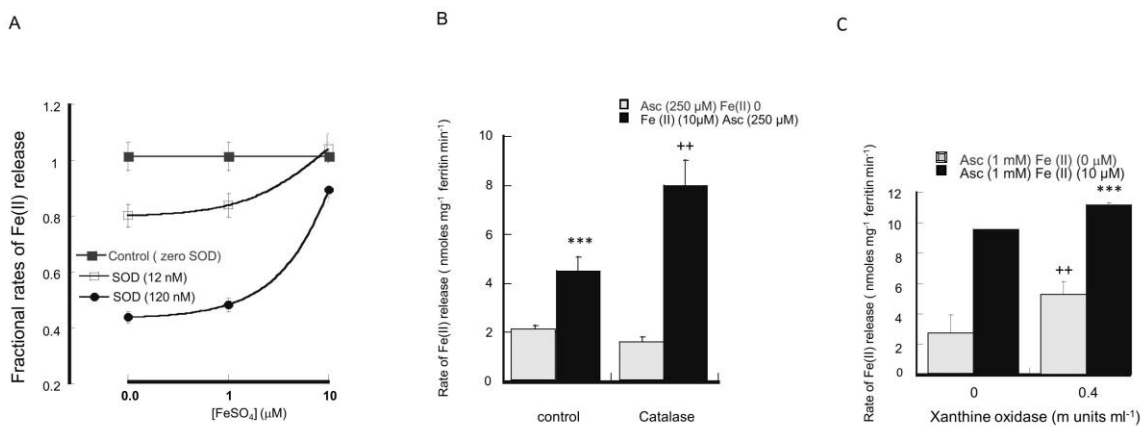 A
Fractional rates of Fe(II) release
1.2
1
0.8
0.6
0.4
0.2
Control ( zero SOD)
SOD (12 nM)
SOD (120 nM)
0.0 1 10
[FeSO4] (μM)
B
Asc (250 μM) Fe(II) 0
Fe (II) (10μM) Asc (250 μM)
Rate of Fe(II) release ( nmoles mg-1 ferritin min-1)
10
8
6
4
2
0
***
++
control Catalase
C
Asc (1 mM) Fe (II) (0 μM)
Asc (1 mM) Fe (II) (10 μM)
Rate of Fe(II) release ( nmoles mg-1 ferritin min-1)
12
10
8
6
4
2
0
++
***
0 0.4
Xanthine oxidase (m units ml-1)